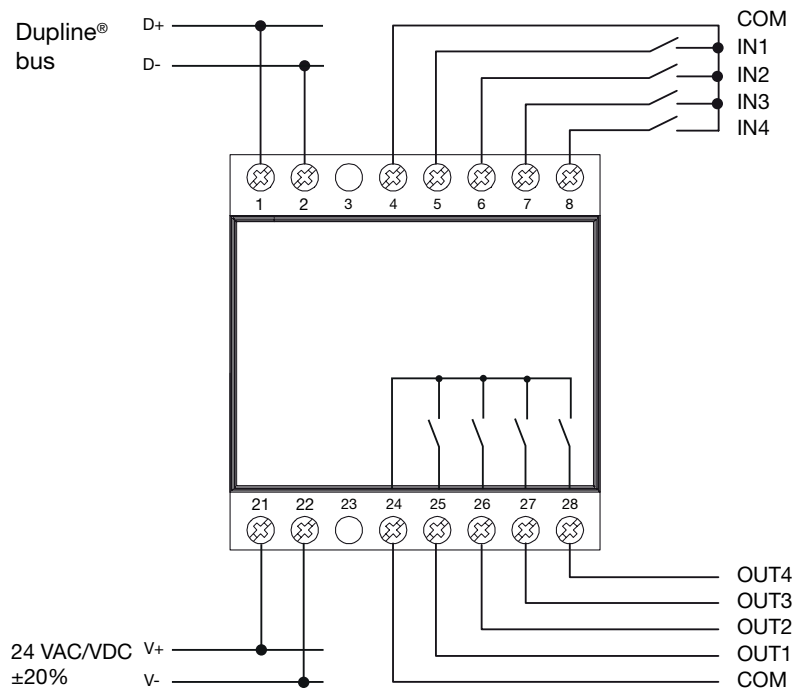 Dupline®
bus
D+
D-
COM
IN1
IN2
IN3
IN4
1 2 3 4 5 6 7 8
21 22 23 24 25 26 27 28
OUT4
OUT3
OUT2
OUT1
COM
24 VAC/VDC
±20%
V+
V-